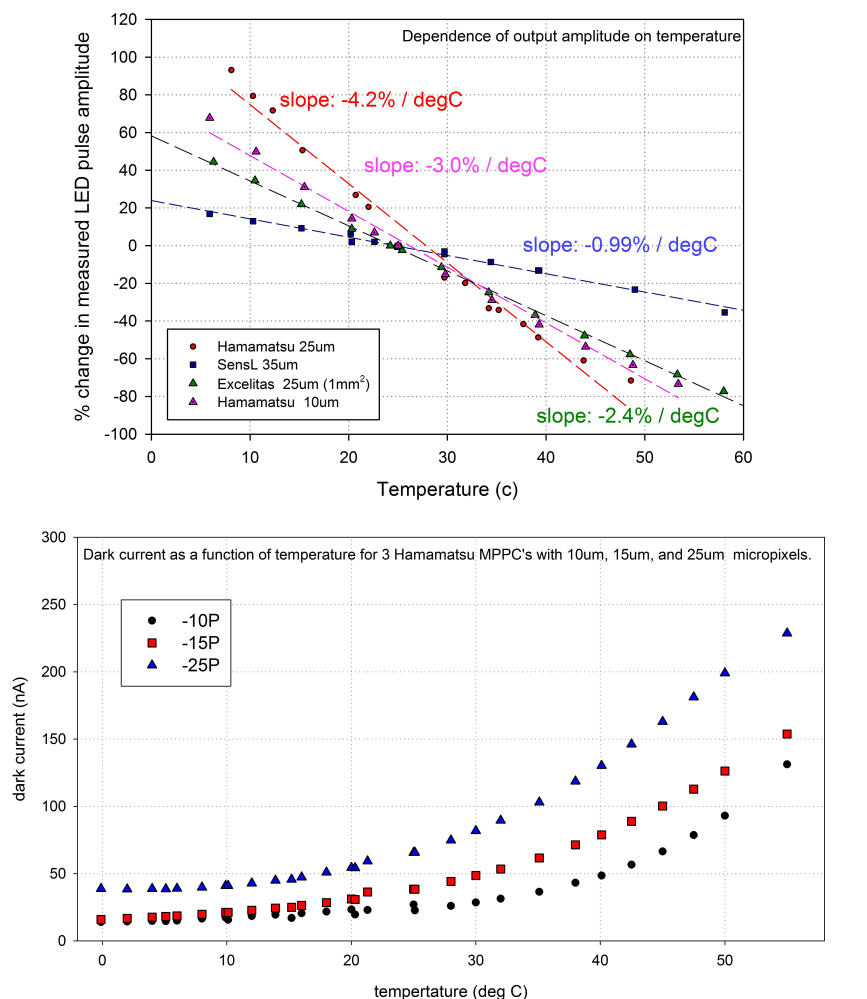 Dependence of output amplitude on temperature
% change in measured LED pulse amplitude
120
100
80
60
40
20
0
-20
-40
-60
-80
-100
slope: -4.2% / degC
slope: -3.0% / degC
slope: -0.99% / degC
slope: -2.4% / degC
Hamamatsu 25um
SensL 35um
Excelitas 25um (1mm²)
Hamamatsu 10um
0 10 20 30 40 50 60
Temperature (c)
Dark current as a function of temperature for 3 Hamamatsu MPPC's with 10um, 15um, and 25um micropixels.
dark current (nA)
300
250
200
150
100
50
0
-10P
-15P
-25P
0 10 20 30 40 50
tempertature (deg C)